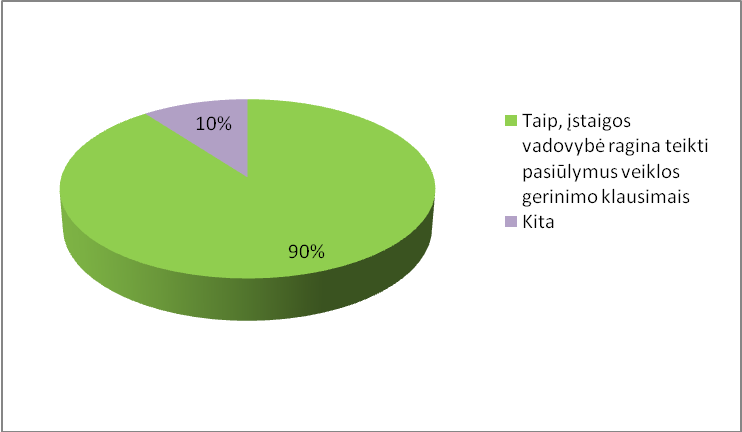 10%
90%
Taip, įstaigos
vadovybė ragina teikti
pasiūlymus veiklos
gerinimo klausimais
Kita